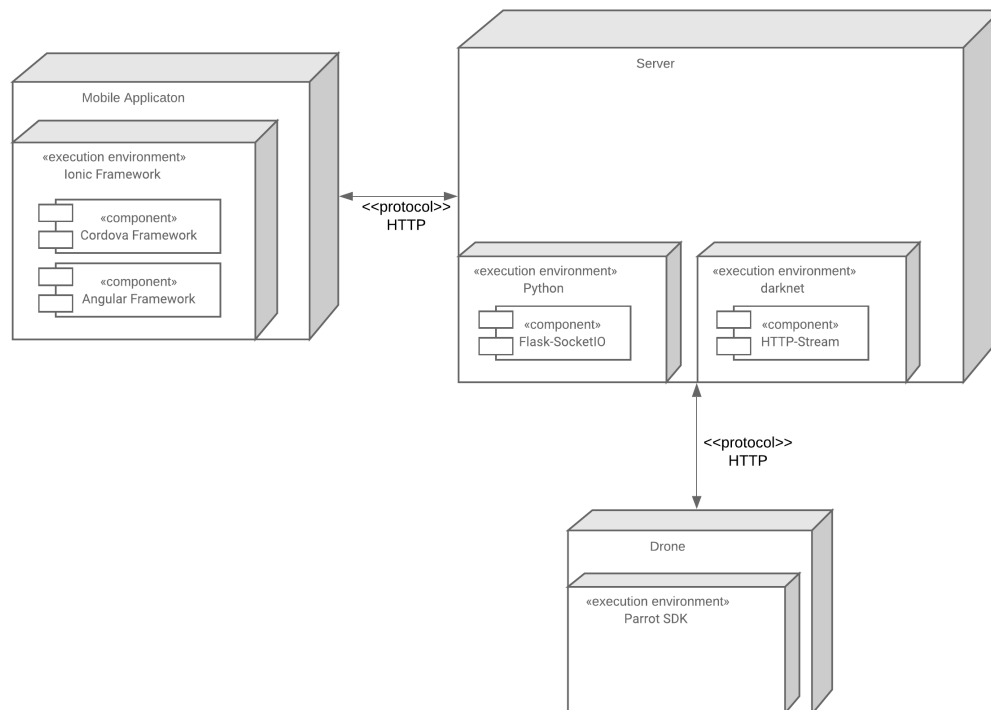 Server
Mobile Applicaton
«execution environment»
Ionic Framework
«component»
Cordova Framework
«component»
Angular Framework
<<protocol>>
HTTP
«execution environment»
Python
«component»
Flask-SocketIO
«execution environment»
darknet
«component»
HTTP-Stream
<<protocol>>
HTTP
Drone
«execution environment»
Parrot SDK